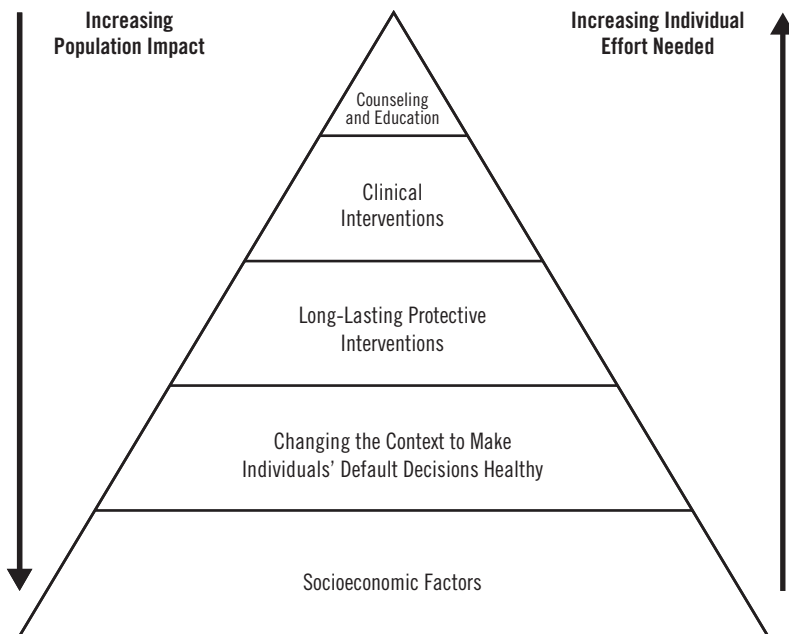 Increasing
Population Impact
Increasing Individual
Effort Needed
Counseling
and Education
Clinical
Interventions
Long-Lasting Protective
Interventions
Changing the Context to Make
Individuals’ Default Decisions Healthy
Socioeconomic Factors